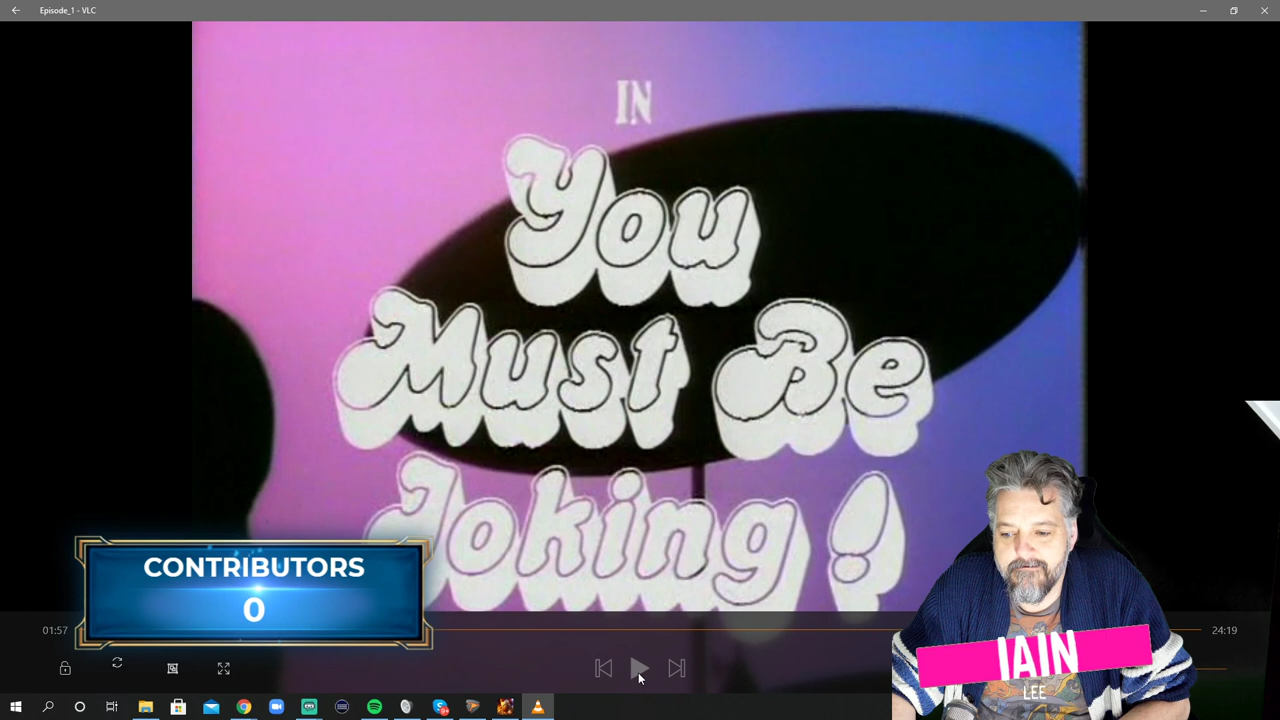 Episode_1 - VLC
IN
You
Must Be
Joking!
CONTRIBUTORS
0
01:57
24:19
IAIN
LEE